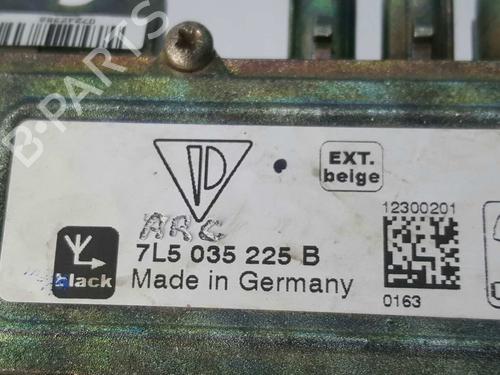 B-PARTS
EXT.
beige
12300201
ARC
7L5 035 225 B
black
Made in Germany
0163